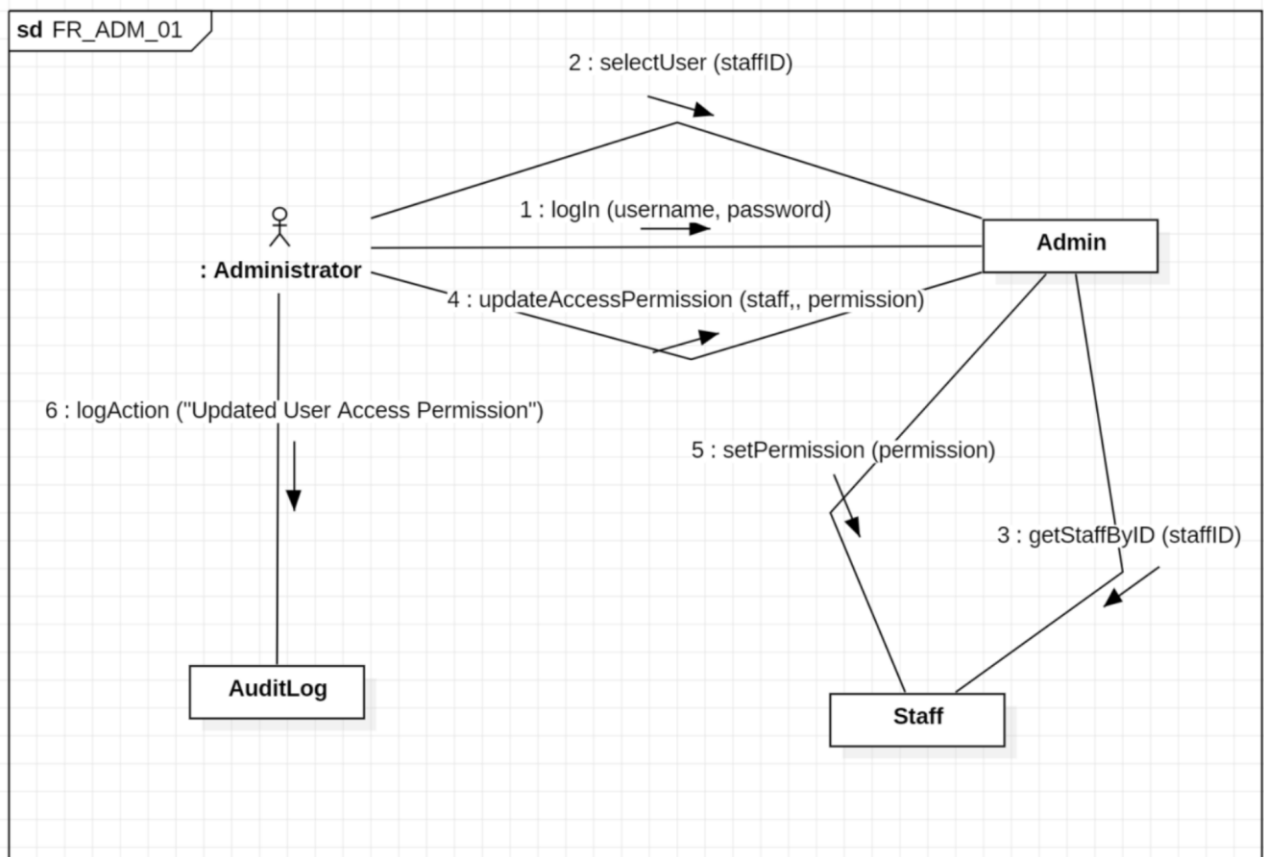 sd FR_ADM_01
2 : selectUser (staffID)
1 : logIn (username, password)
Admin
: Administrator
4 : updateAccessPermission (staff,, permission)
6 : logAction ("Updated User Access Permission")
5 : setPermission (permission)
3 : getStaffByID (staffID)
AuditLog
Staff